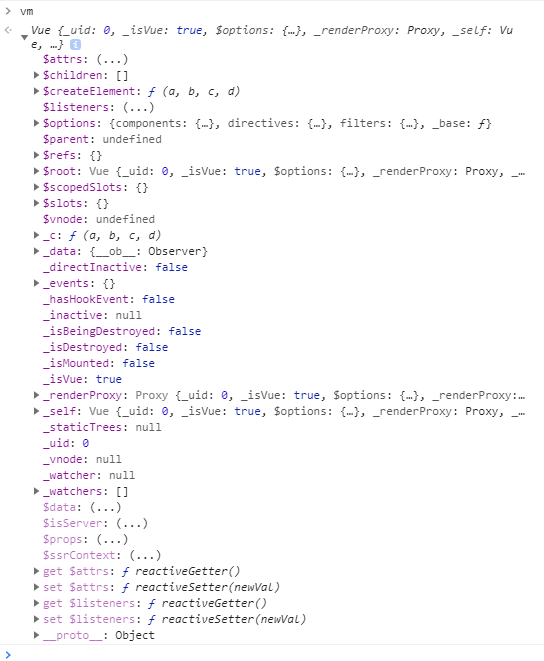 vm
Vue {_uid: 0, _isVue: true, $options: {…}, _renderProxy: Proxy, _self: Vu
e, …} i
$attrs: (...)
$children: []
$createElement: ƒ (a, b, c, d)
$listeners: (...)
$options: {components: {…}, directives: {…}, filters: {…}, _base: ƒ}
$parent: undefined
$refs: {}
$root: Vue {_uid: 0, _isVue: true, $options: {…}, _renderProxy: Proxy, _…
$scopedSlots: {}
$slots: {}
$vnode: undefined
_c: ƒ (a, b, c, d)
_data: {__ob__: Observer}
_directInactive: false
_events: {}
_hasHookEvent: false
_inactive: null
_isBeingDestroyed: false
_isDestroyed: false
_isMounted: false
_isVue: true
_renderProxy: Proxy {_uid: 0, _isVue: true, $options: {…}, _renderProxy:…
_self: Vue {_uid: 0, _isVue: true, $options: {…}, _renderProxy: Proxy, _…
_staticTrees: null
_uid: 0
_vnode: null
_watcher: null
_watchers: []
$data: (...)
$isServer: (...)
$props: (...)
$ssrContext: (...)
get $attrs: ƒ reactiveGetter()
set $attrs: ƒ reactiveSetter(newVal)
get $listeners: ƒ reactiveGetter()
set $listeners: ƒ reactiveSetter(newVal)
__proto__: Object